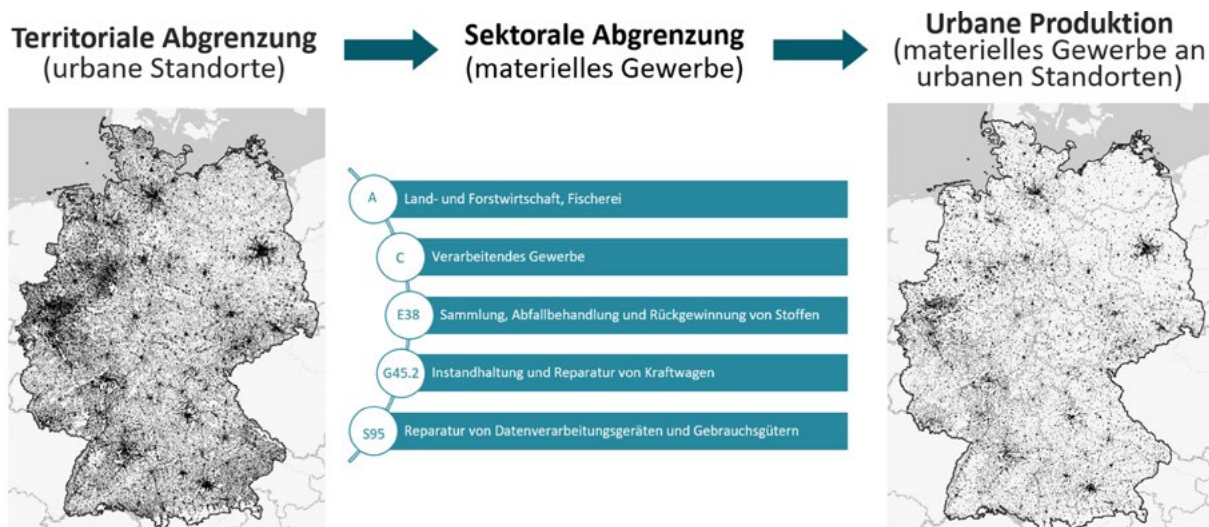 Territoriale Abgrenzung
(urbane Standorte)
Sektorale Abgrenzung
(materielles Gewerbe)
Urbane Produktion
(materielles Gewerbe an
urbanen Standorten)
A Land- und Forstwirtschaft, Fischerei
C Verarbeitendes Gewerbe
E38 Sammlung, Abfallbehandlung und Rückgewinnung von Stoffen
G45.2 Instandhaltung und Reparatur von Kraftwagen
S95 Reparatur von Datenverarbeitungsgeräten und Gebrauchsgütern